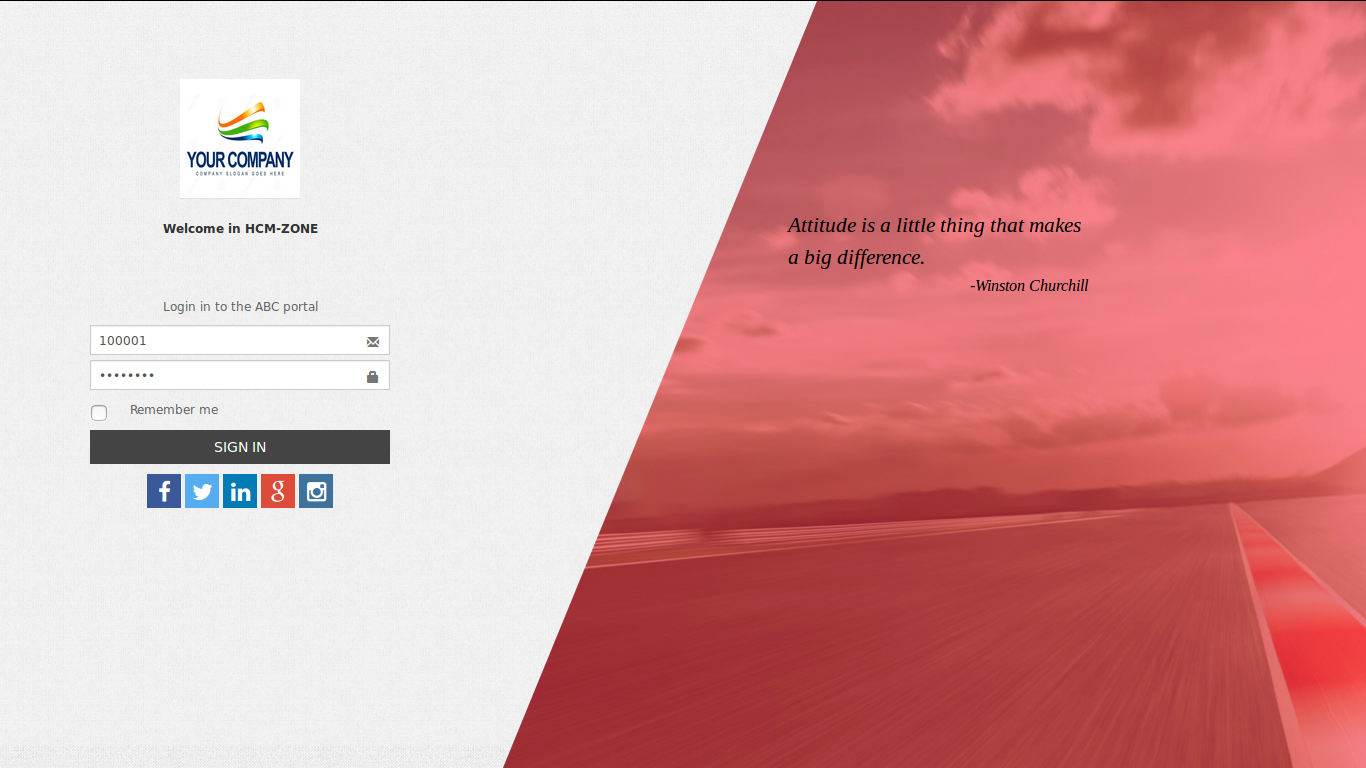 YOUR COMPANY
COMPANY SLOGAN GOES HERE
Welcome in HCM-ZONE
Login in to the ABC portal
100001
••••••••
Remember me
SIGN IN
Attitude is a little thing that makes
a big difference.
-Winston Churchill